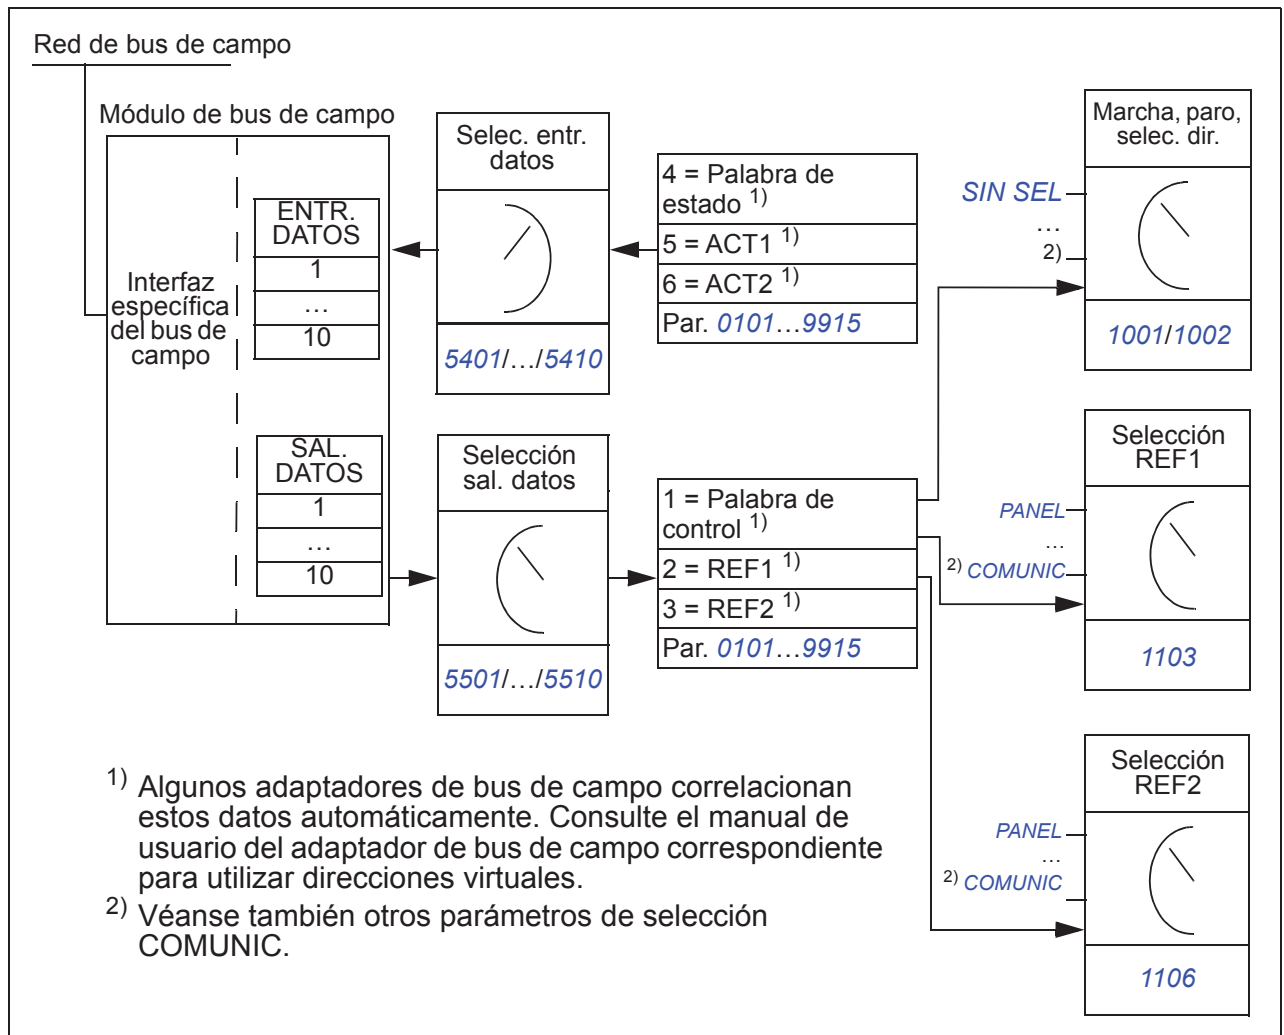 Red de bus de campo
Módulo de bus de campo
Interfaz
específica
del bus de
campo
ENTR.
DATOS
1
…
10
SAL.
DATOS
1
…
10
Selec. entr.
datos
5401/…/5410
Selección
sal. datos
5501/…/5510
4 = Palabra de
estado 1)
5 = ACT1 1)
6 = ACT2 1)
Par. 0101…9915
1 = Palabra de
control 1)
2 = REF1 1)
3 = REF2 1)
Par. 0101…9915
Marcha, paro,
selec. dir.
SIN SEL
…
2)
1001/1002
Selección
REF1
PANEL
…
2) COMUNIC
1103
Selección
REF2
PANEL
…
2) COMUNIC
1106
1) Algunos adaptadores de bus de campo correlacionan
estos datos automáticamente. Consulte el manual de
usuario del adaptador de bus de campo correspondiente
para utilizar direcciones virtuales.
2) Véanse también otros parámetros de selección
COMUNIC.